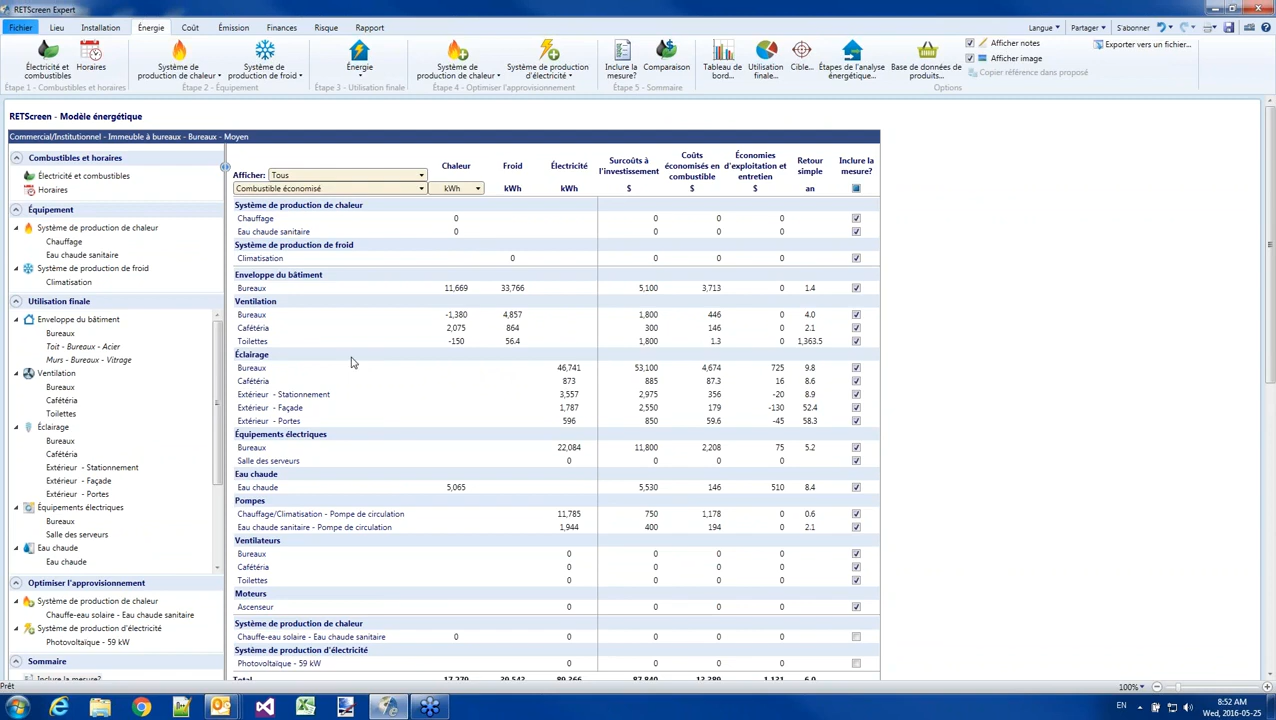 RETScreen Expert
Fichier Lieu Installation Énergie Coût Émission Finances Risque Rapport Langue Partager S'abonner
Électricité et combustibles Horaires Système de production de chaleur Système de production de froid Énergie Système de production de chaleur Système de production d'électricité Inclure la mesure? Comparaison Tableau de bord... Utilisation finale... Cible... Étapes de l'analyse énergétique... Base de données de produits...
Afficher notes
Afficher image
Copier référence dans proposé
Exporter vers un fichier...
Étape 1 - Combustibles et horaires Étape 2 - Équipement Étape 3 - Utilisation finale Étape 4 - Optimiser l'approvisionnement Étape 5 - Sommaire Options
RETScreen - Modèle énergétique
Commercial/Institutionnel - Immeuble à bureaux - Bureaux - Moyen
Combustibles et horaires
Électricité et combustibles
Horaires
Équipement
Système de production de chaleur
Chauffage
Eau chaude sanitaire
Système de production de froid
Climatisation
Utilisation finale
Enveloppe du bâtiment
Bureaux
Toit - Bureaux - Acier
Murs - Bureaux - Vitrage
Ventilation
Bureaux
Cafétéria
Toilettes
Éclairage
Bureaux
Cafétéria
Extérieur - Stationnement
Extérieur - Façade
Extérieur - Portes
Équipements électriques
Bureaux
Salle des serveurs
Eau chaude
Eau chaude
Optimiser l'approvisionnement
Système de production de chaleur
Chauffe-eau solaire - Eau chaude sanitaire
Système de production d'électricité
Photovoltaïque - 59 kW
Sommaire
Inclure la mesure?
Afficher: Tous
Combustible économisé
Chaleur kWh
Froid kWh
Électricité kWh
Surcoûts à l'investissement $
Coûts économisés en combustible $
Économies d'exploitation et entretien $
Retour simple an
Inclure la mesure?
Système de production de chaleur
Chauffage 0 0 0 0
Eau chaude sanitaire 0 0 0 0
Système de production de froid
Climatisation 0 0 0 0
Enveloppe du bâtiment
Bureaux 11,669 33,766 5,100 3,713 0 1.4
Ventilation
Bureaux -1,380 4,857 1,800 446 0 4.0
Cafétéria 2,075 864 300 146 0 2.1
Toilettes -150 56.4 1,800 1.3 0 1,363.5
Éclairage
Bureaux 46,741 53,100 4,674 725 9.8
Cafétéria 873 885 87.3 16 8.6
Extérieur - Stationnement 3,557 2,975 356 -20 8.9
Extérieur - Façade 1,787 2,550 179 -130 52.4
Extérieur - Portes 596 850 59.6 -45 58.3
Équipements électriques
Bureaux 22,084 11,800 2,208 75 5.2
Salle des serveurs 0 0 0 0
Eau chaude
Eau chaude 5,065 5,530 146 510 8.4
Pompes
Chauffage/Climatisation - Pompe de circulation 11,785 750 1,178 0 0.6
Eau chaude sanitaire - Pompe de circulation 1,944 400 194 0 2.1
Ventilateurs
Bureaux 0 0 0 0
Cafétéria 0 0 0 0
Toilettes 0 0 0 0
Moteurs
Ascenseur 0 0 0 0
Système de production de chaleur
Chauffe-eau solaire - Eau chaude sanitaire 0 0 0 0 0
Système de production d'électricité
Photovoltaïque - 59 kW 0 0 0 0
Total 17,279 39,543 89,366 87,840 13,389 1,131 6.0
Prêt
100%
EN
8:52 AM
Wed, 2016-05-25